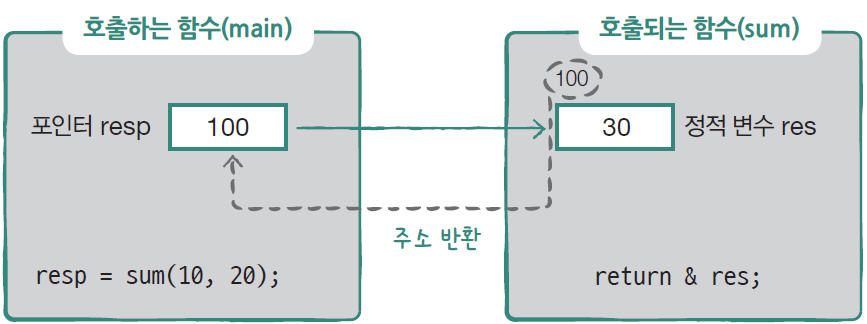 호출하는 함수(main)
호출되는 함수(sum)
100
포인터 resp
100
30
정적 변수 res
주소 반환
resp = sum(10, 20);
return & res;